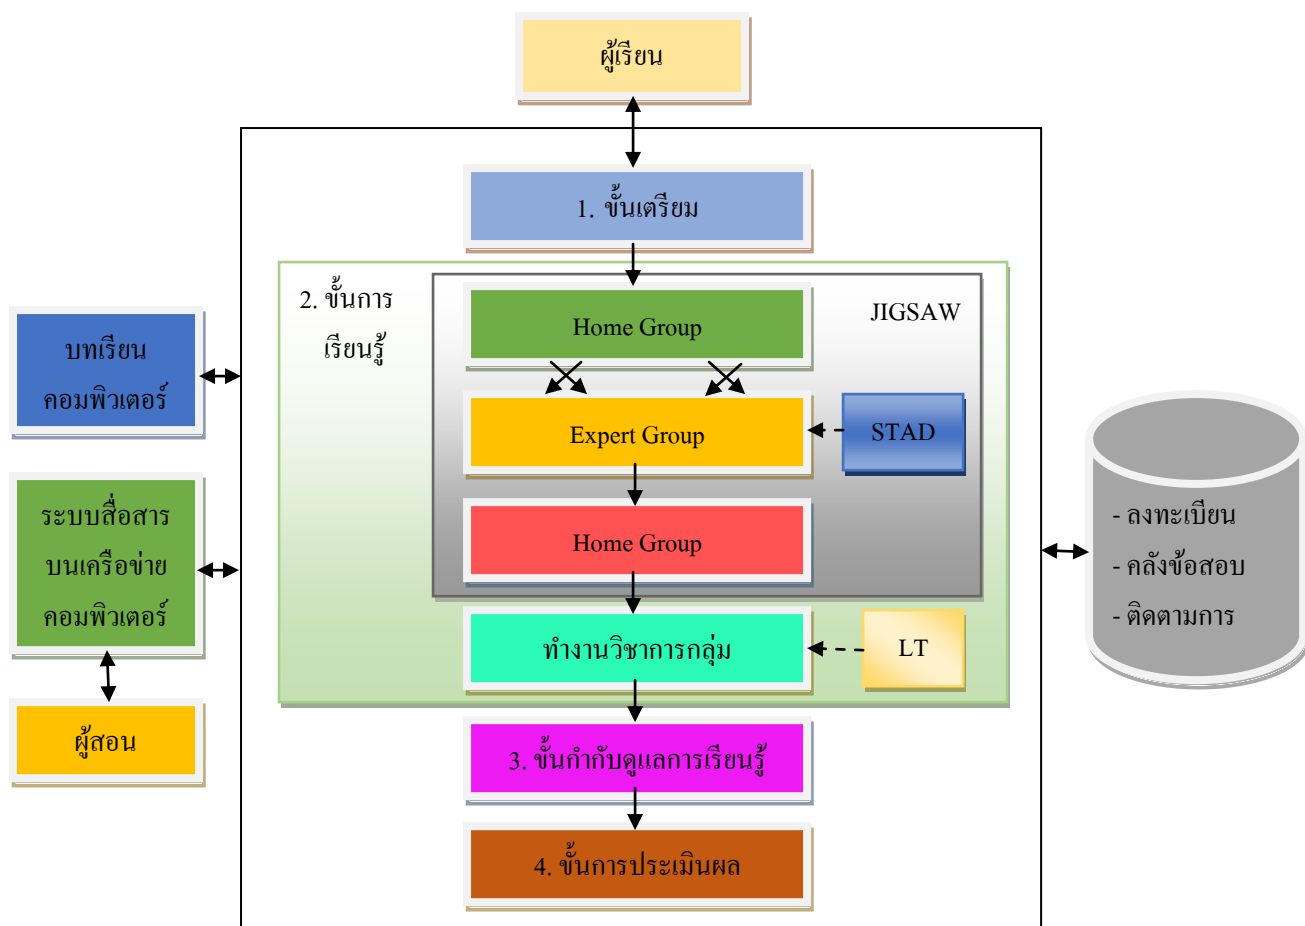 ผู้เรียน
1. ขั้นเตรียม
2. ขั้นการ
เรียนรู้
JIGSAW
Home Group
Expert Group
STAD
Home Group
ทำงานวิชาการกลุ่ม
LT
3. ขั้นกำกับดูแลการเรียนรู้
4. ขั้นการประเมินผล
บทเรียน
คอมพิวเตอร์
ระบบสื่อสาร
บนเครือข่าย
คอมพิวเตอร์
ผู้สอน
- ลงทะเบียน
- คลังข้อสอบ
- ติดตามการ